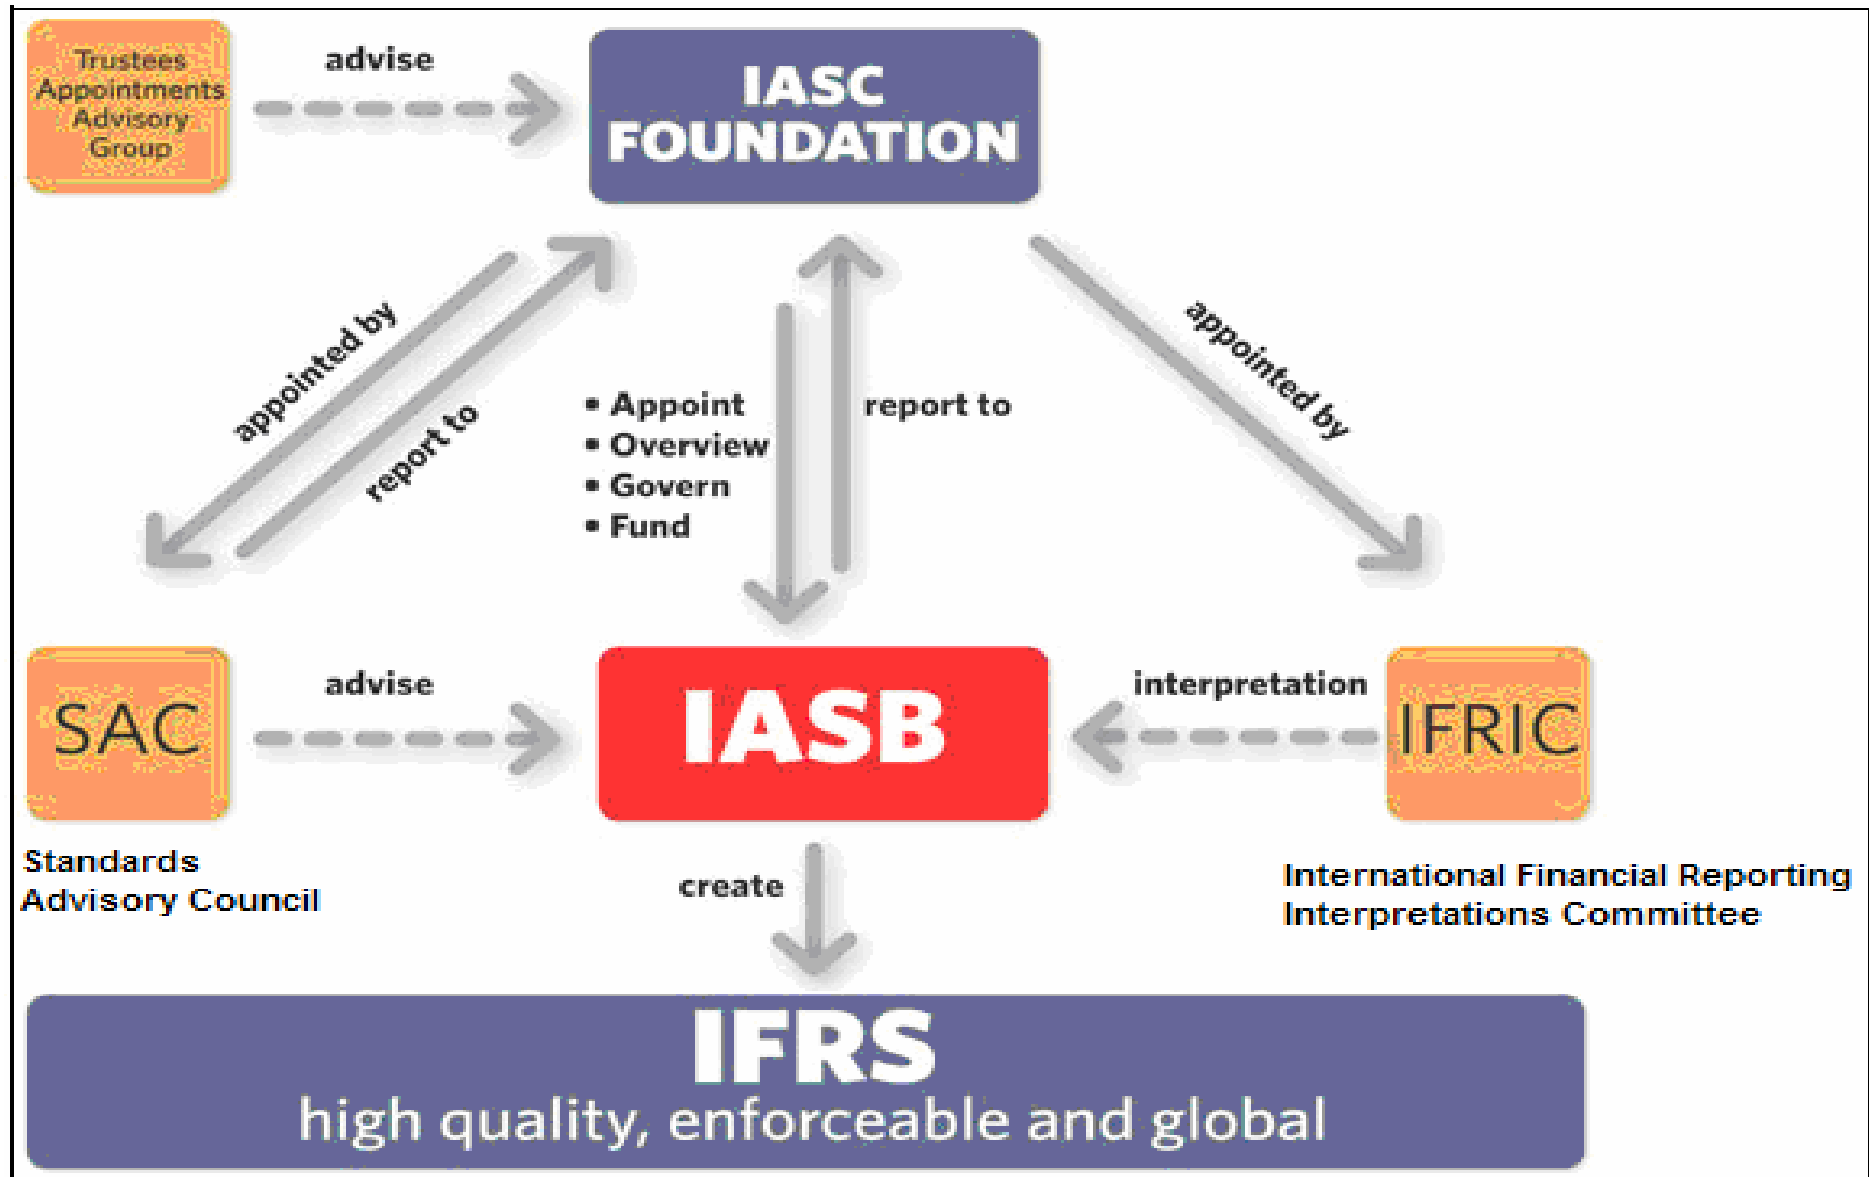 Trustees
Appointments
Advisory
Group
advise
IASC
FOUNDATION
appointed by
report to
• Appoint
• Overview
• Govern
• Fund
report to
appointed by
SAC
advise
IASB
interpretation
IFRIC
Standards
Advisory Council
create
International Financial Reporting
Interpretations Committee
IFRS
high quality, enforceable and global